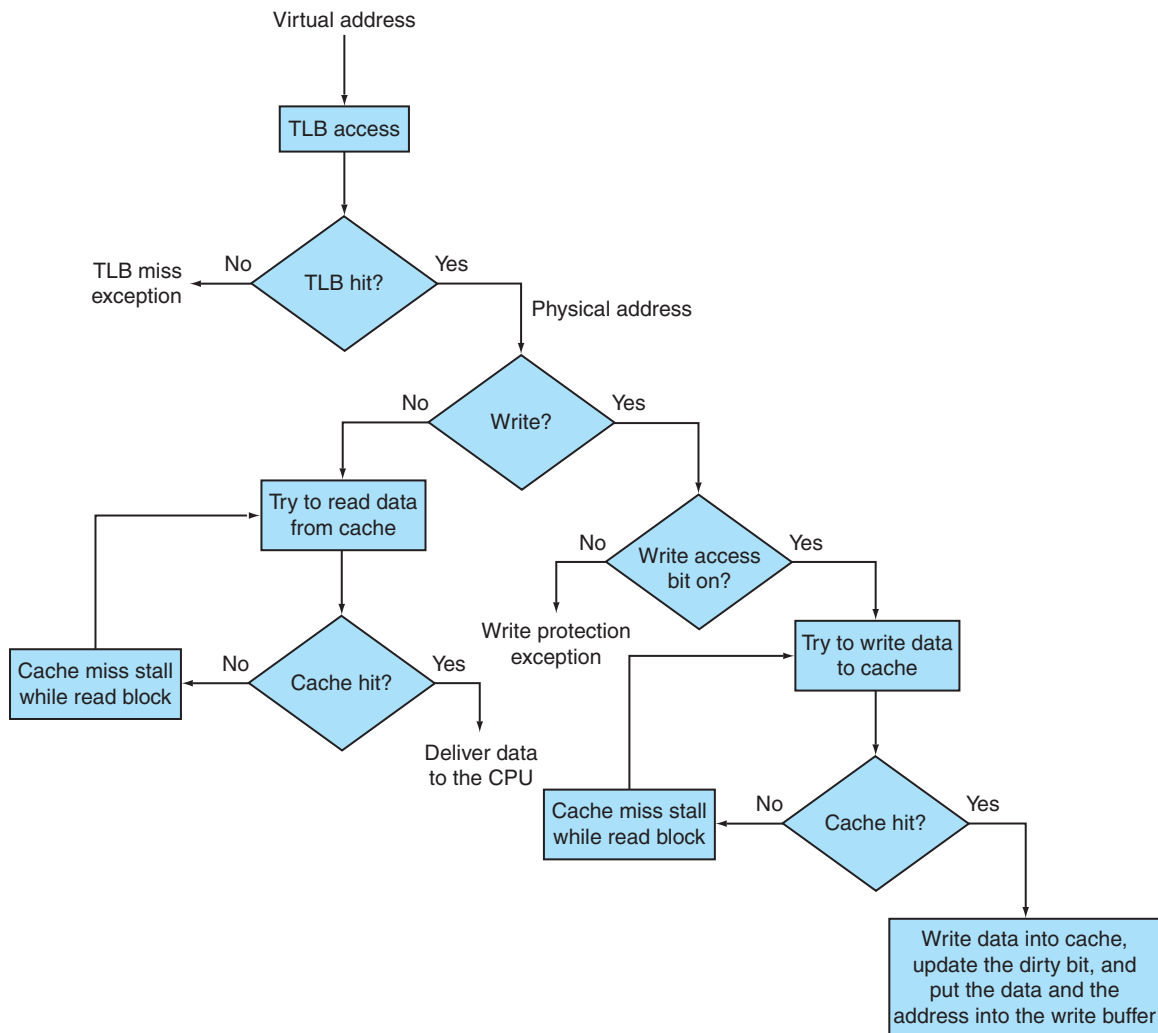 Virtual address
TLB access
TLB hit?
No
Yes
TLB miss
exception
Physical address
Write?
No
Yes
Try to read data
from cache
Write access
bit on?
No
Yes
Write protection
exception
Try to write data
to cache
Cache hit?
No
Yes
Cache miss stall
while read block
Deliver data
to the CPU
Cache hit?
No
Yes
Cache miss stall
while read block
Write data into cache,
update the dirty bit, and
put the data and the
address into the write buffer